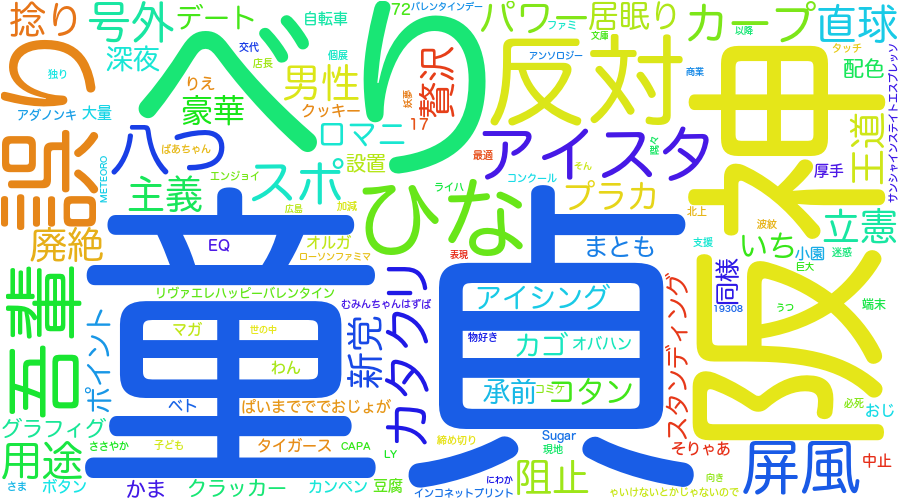 捻り
号外
デート
自転車
72
バレンタインデー
パワー
ファミ
居眠り
文庫
カープ
以降
直球
深夜
交代
店長
個展
アンソロジー
商業
タッチ
配色
独り
り
べり
反対
神
サンシャインステイトエスプレッソ
アダノンキ
大量
りえ
豪華
男性
クッキー
贅沢
妖夢
17
ロマニ
誤
八つ
ばあちゃん
アイスタ
最適
そん
王道
METEORO
主義
エンジョイ
スポ
設置
コンクール
厚手
廃絶
広島
加減
ライハ
ひな
プラカ
北上
立憲
EQ
オルガ
ローソンファミマ
表現
まとも
支援
波紋
いち
小園
迷惑
巨大
吾輩
童貞
阪
同様
リヴァエレハッピーバレンタイン
むみんちゃんはずば
アイシング
スタンディング
19308
うつ
端末
ポイント
マガ
世の中
新党
カタクリ
物好き
カゴ
オバハン
わん
承前
コミケ
コタン
ベト
ぱいまでででおじょが
必死
おじ
グラフィグ
ささやか
子ども
タイガース
CAPA
締め切り
Sugar
現地
そりゃあ
用途
LY
阻止
屏風
中止
さま
ボタン
かま
クラッカー
カンペン
豆腐
にわか
インコネットプリント
向き
ゃいけないとかじゃないので